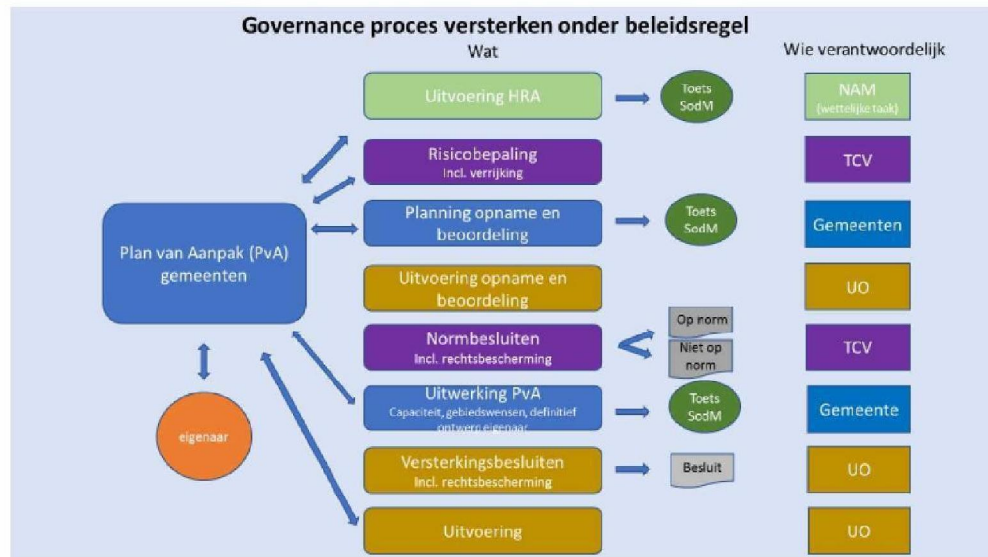 Governance proces versterken onder beleidsregel
Wat
Wie verantwoordelijk
Uitvoering HRA
Toets
SodM
NAM
(wettelijke taak)
Risicobepaling
Incl. verrijking
TCV
Planning opname en
beoordeling
Toets
SodM
Gemeenten
Plan van Aanpak (PvA)
gemeenten
Uitvoering opname en
beoordeling
UO
Normbesluiten
Incl. rechtsbescherming
Op norm
Niet op
norm
TCV
Uitwerking PvA
Capaciteit, gebiedswensen, definitief
ontwerp eigenaar
Toets
SodM
Gemeente
eigenaar
Versterkingsbesluiten
Incl. rechtsbescherming
Besluit
UO
Uitvoering
UO